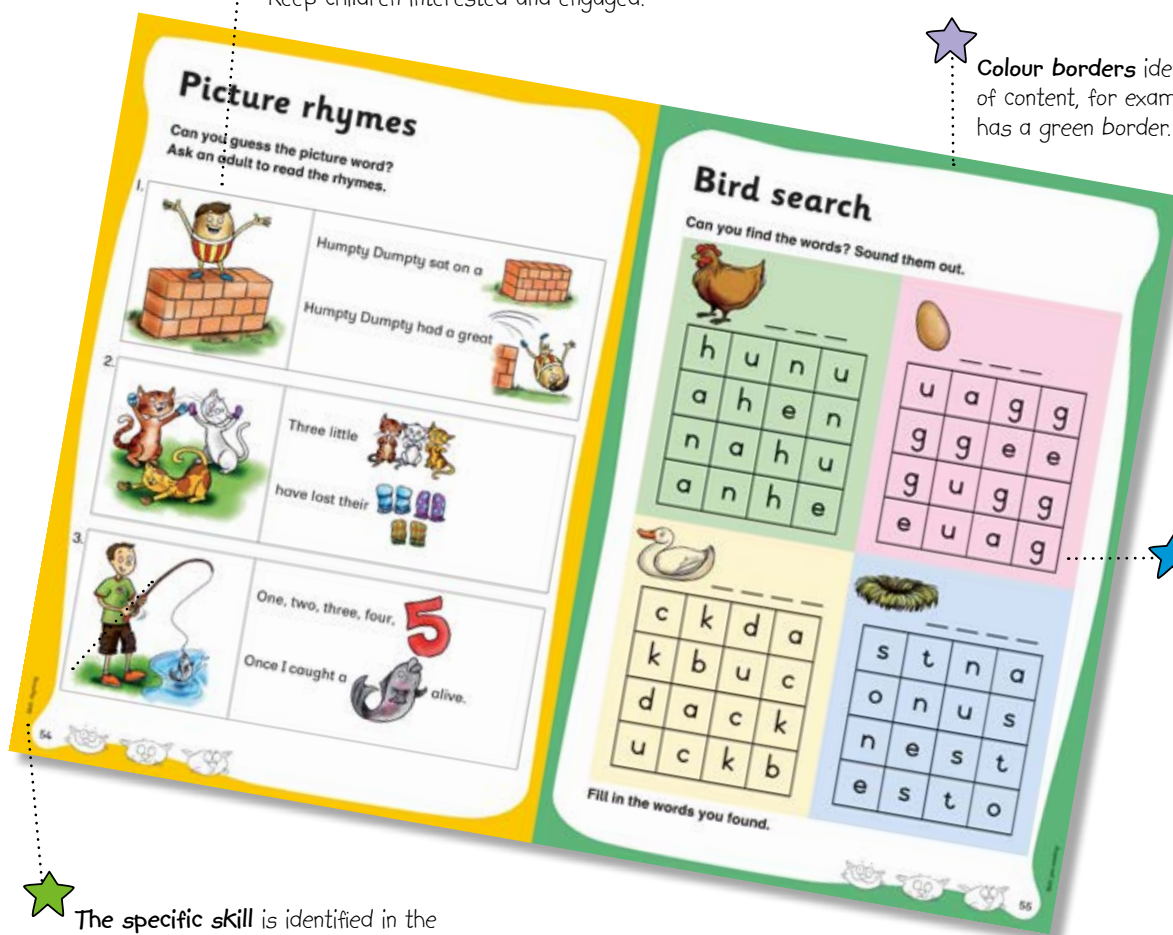 Keep children interested and engaged.
Colour borders
of content, for
has a green border.
Picture rhymes
Can you guess the picture word?
Ask an adult to read the rhymes.
1.
Humpty Dumpty sat on a
Humpty Dumpty had a great
2.
Three little
have lost their
3.
One, two, three, four, 5
Once I caught a
alive.
54
Bird search
Can you find the words? Sound them out.
h u n u
a h e n
n a h u
a n h e
u a g g
g g e e
g u g g
e u a g
c k d a
k b u c
d a c k
u c k b
s t n a
o n u s
n e s t
e s t o
Fill in the words you found.
55
The specific skill is identified in the